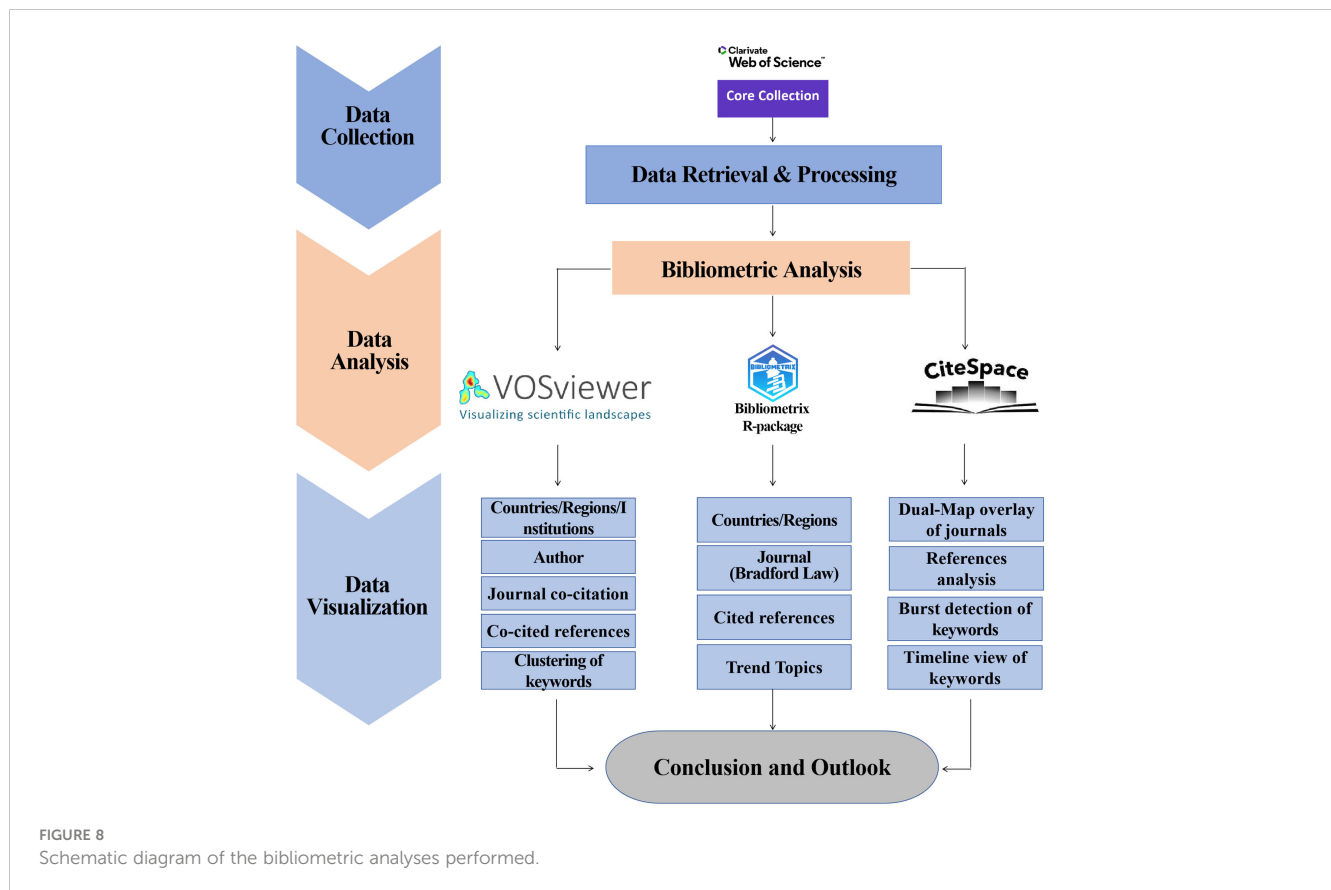 Data
Collection
Data
Analysis
Data
Visualization
Clarivate
Web of Science™
Core Collection
Data Retrieval & Processing
Bibliometric Analysis
VOSviewer
Visualizing scientific landscapes
BIBLIOMETRIX
Bibliometrix
R-package
CiteSpace
Countries/Regions/I
nstitutions
Author
Journal co-citation
Co-cited references
Clustering of
keywords
Countries/Regions
Journal
(Bradford Law)
Cited references
Trend Topics
Dual-Map overlay
of journals
References
analysis
Burst detection of
keywords
Timeline view of
keywords
Conclusion and Outlook
FIGURE 8
Schematic diagram of the bibliometric analyses performed.